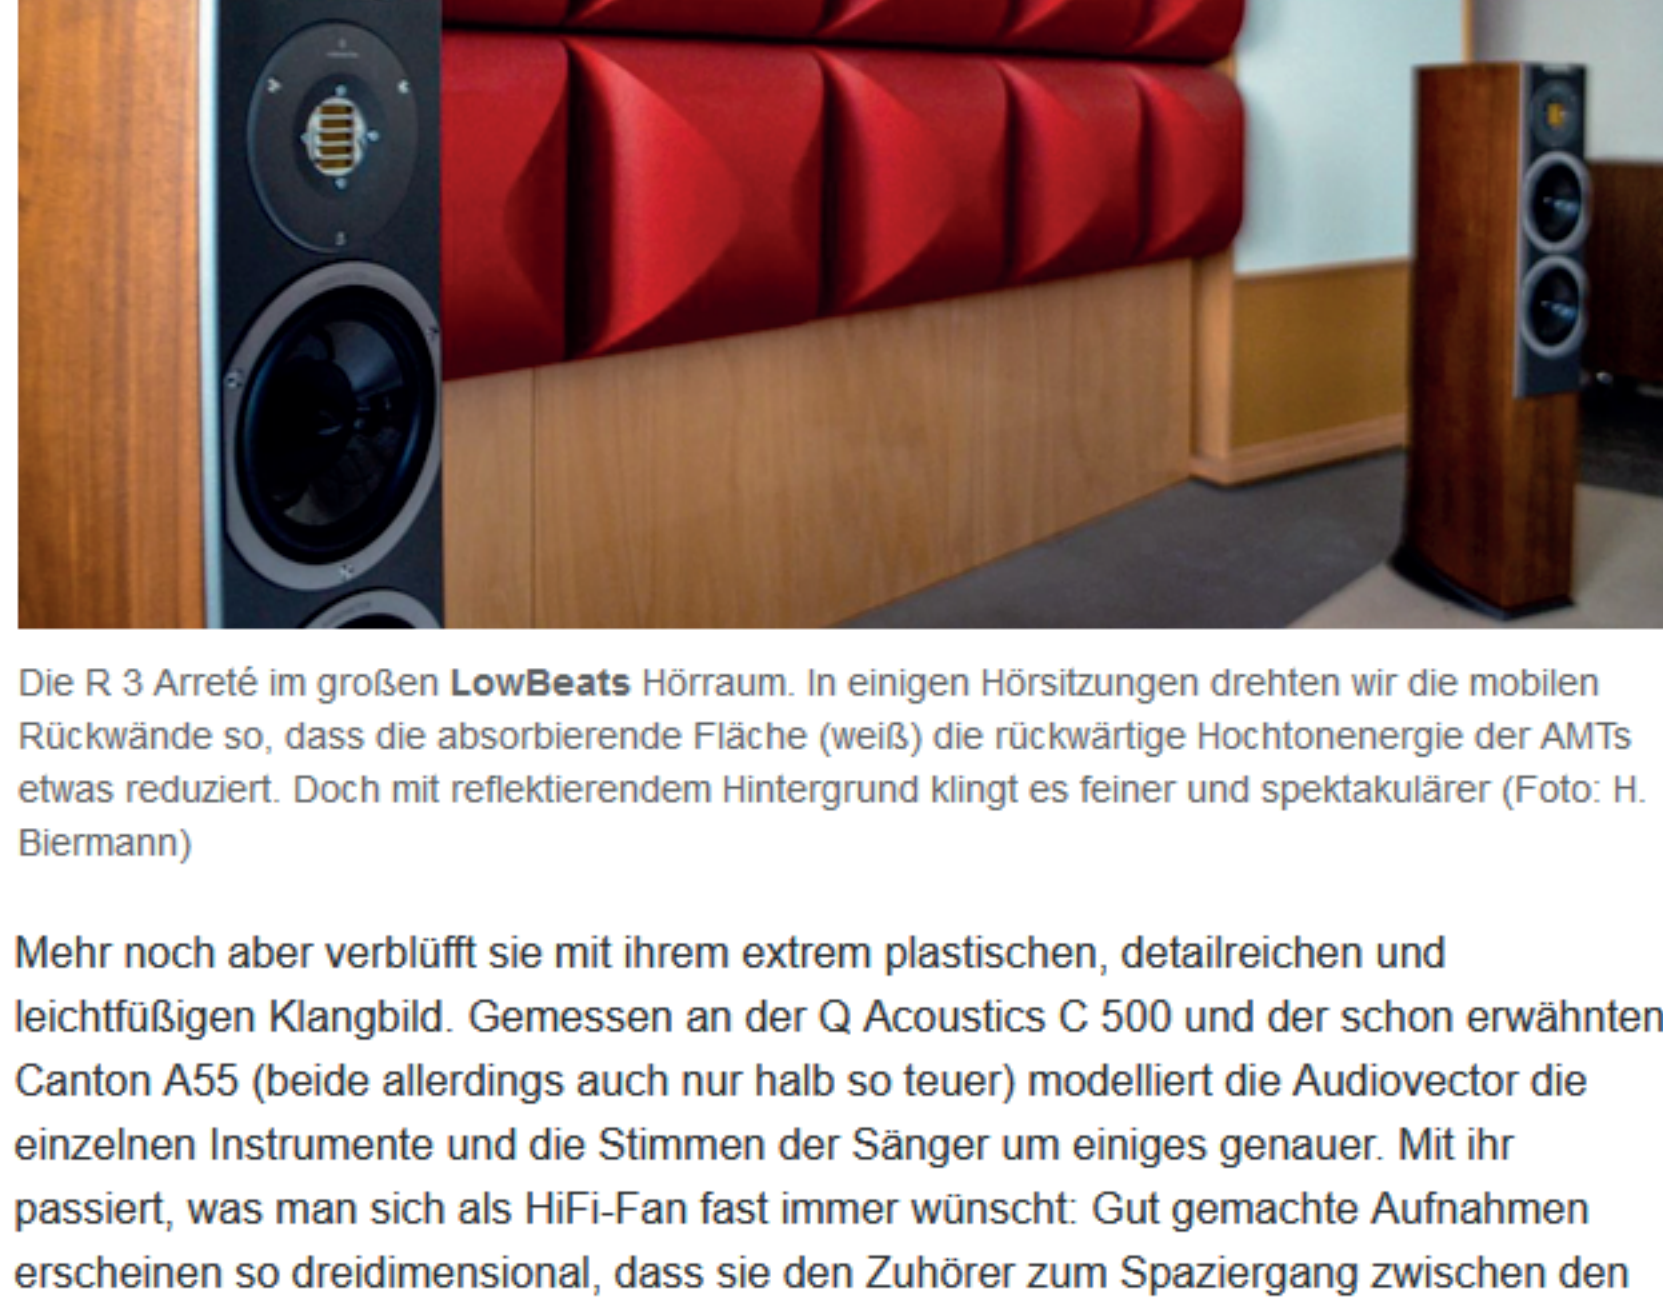 Die R 3 Arreté im großen LowBeats Hörraum. In einigen Hörsitzungen drehten wir die mobilen
Rückwände so, dass die absorbierende Fläche (weiß) die rückwärtige Hochtonenergie der AMTs
etwas reduziert. Doch mit reflektierendem Hintergrund klingt es feiner und spektakulärer (Foto: H.
Biermann)
Mehr noch aber verblüfft sie mit ihrem extrem plastischen, detailreichen und
leichtfüßigen Klangbild. Gemessen an der Q Acoustics C 500 und der schon erwähnten
Canton A55 (beide allerdings auch nur halb so teuer) modelliert die Audiovector die
einzelnen Instrumente und die Stimmen der Sänger um einiges genauer. Mit ihr
passiert, was man sich als HiFi-Fan fast immer wünscht: Gut gemachte Aufnahmen
erscheinen so dreidimensional, dass sie den Zuhörer zum Spaziergang zwischen den